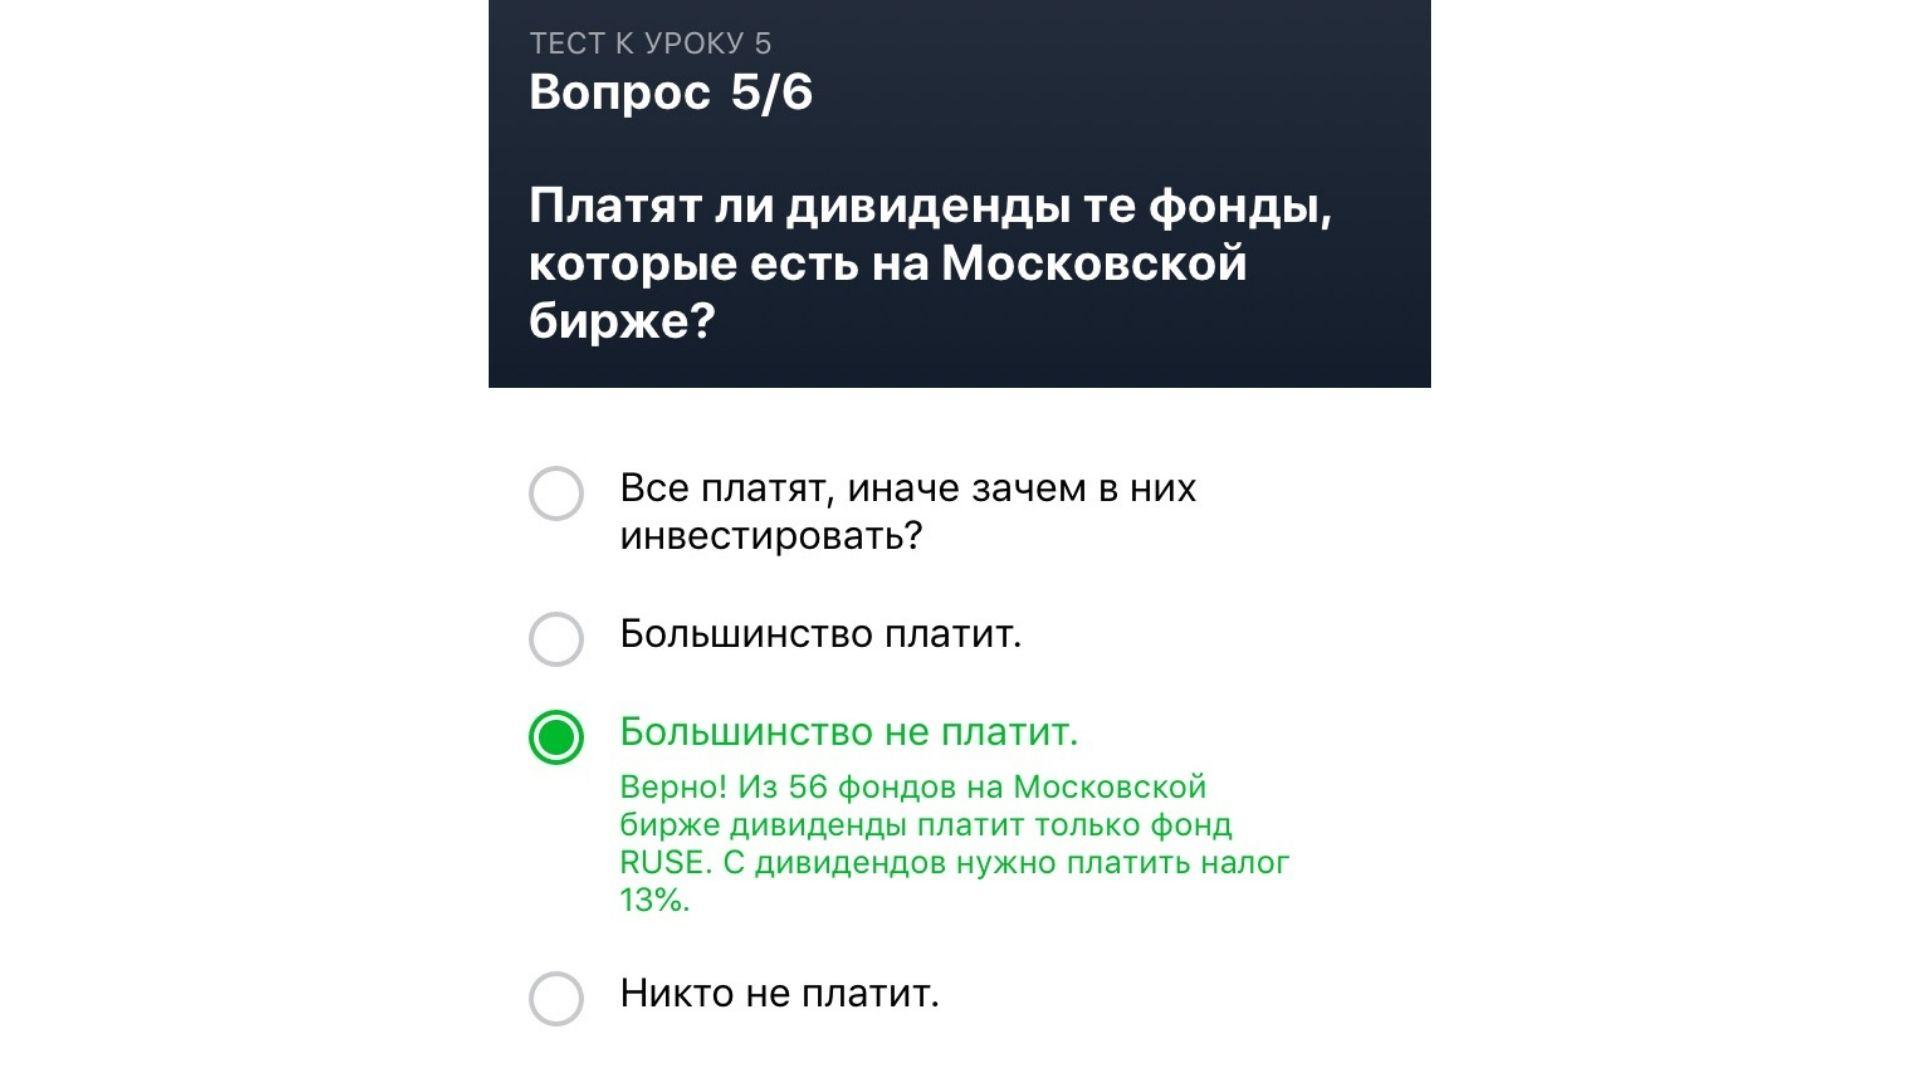 ТЕСТ К УРОКУ 5
Вопрос 5/6
Платят ли дивиденды те фонды,
которые есть на Московской
бирже?
Все платят, иначе зачем в них
инвестировать?
Большинство платит.
Большинство не платит.
Верно! Из 56 фондов на Московской
бирже дивиденды платит только фонд
RUSE. С дивидендов нужно платить налог
13%.
Никто не платит.